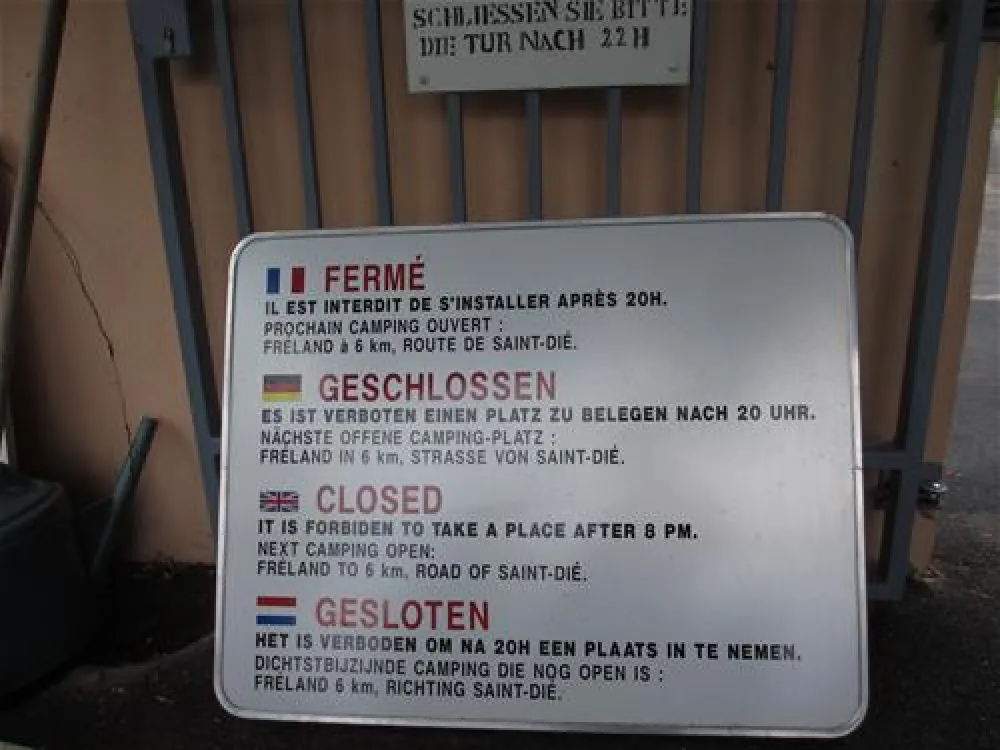 SCHLIESSEN SIE BITTE
DIE TUR NACH 22H
FERMÉ
IL EST INTERDIT DE S'INSTALLER APRÈS 20H.
PROCHAIN CAMPING OUVERT :
FRÉLAND à 6 km, ROUTE DE SAINT-DIÉ.
GESCHLOSSEN
ES IST VERBOTEN EINEN PLATZ ZU BELEGEN NACH 20 UHR.
NÄCHSTE OFFENE CAMPING-PLATZ :
FRÉLAND IN 6 km, STRASSE VON SAINT-DIÉ.
CLOSED
IT IS FORBIDEN TO TAKE A PLACE AFTER 8 PM.
NEXT CAMPING OPEN:
FRÉLAND TO 6 km, ROAD OF SAINT-DIÉ.
GESLOTEN
HET IS VERBODEN OM NA 20H EEN PLAATS IN TE NEMEN.
DICHTSTBIJZIJNDE CAMPING DIE NOG OPEN IS :
FRÉLAND 6 km, RICHTING SAINT-DIÉ.